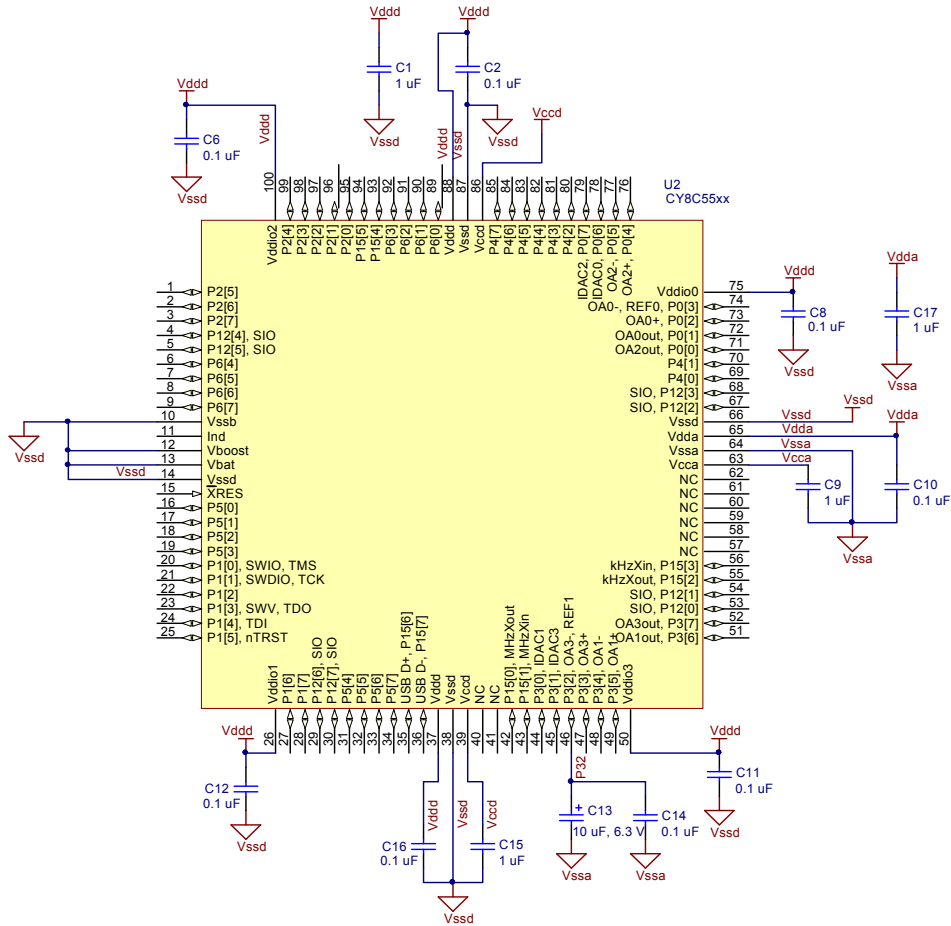 Vddd
Vddd
C1
1 uF
Vssd
C2
0.1 uF
Vssd
Vccd
Vddd
C6
0.1 uF
Vssd
Vddd
Vddd
Vssd
U2
CY8C55xx
100
99
98
97
96
95
94
93
92
91
90
89
88
87
86
85
84
83
82
81
80
79
78
77
76
Vddio2
P2[4]
P2[3]
P2[2]
P2[1]
P2[0]
P15[5]
P15[4]
P6[3]
P6[2]
P6[1]
P6[0]
Vddd
Vssd
Vccd
P4[7]
P4[6]
P4[5]
P4[4]
P4[3]
P4[2]
IDAC2, P0[7]
IDAC0, P0[6]
OA2-, P0[5]
OA2+, P0[4]
1 P2[5]
2 P2[6]
3 P2[7]
4 P12[4], SIO
5 P12[5], SIO
6 P6[4]
7 P6[5]
8 P6[6]
9 P6[7]
10 Vssb
11 Ind
12 Vboost
13 Vbat
14 Vssd
15 XRES
16 P5[0]
17 P5[1]
18 P5[2]
19 P5[3]
20 P1[0], SWIO, TMS
21 P1[1], SWDIO, TCK
22 P1[2]
23 P1[3], SWV, TDO
24 P1[4], TDI
25 P1[5], nTRST
Vssd
Vssd
Vddio0 75
OA0-, REF0, P0[3] 74
OA0+, P0[2] 73
OA0out, P0[1] 72
OA2out, P0[0] 71
P4[1] 70
P4[0] 69
SIO, P12[3] 68
SIO, P12[2] 67
Vssd 66
Vdda 65
Vssa 64
Vcca 63
NC 62
NC 61
NC 60
NC 59
NC 58
NC 57
kHzXin, P15[3] 56
kHzXout, P15[2] 55
SIO, P12[1] 54
SIO, P12[0] 53
OA3out, P3[7] 52
OA1out, P3[6] 51
Vddd
C8
0.1 uF
Vssd
Vdda
C17
1 uF
Vssa
Vssd
Vssd
Vdda
Vdda
Vssa
Vcca
C9
1 uF
C10
0.1 uF
Vssa
Vddio1
P1[6]
P1[7]
P12[6], SIO
P12[7], SIO
P5[4]
P5[5]
P5[6]
P5[7]
USB D+, P15[6]
USB D-, P15[7]
Vddd
Vssd
Vccd
NC
NC
P15[0], MHzXout
P15[1], MHzXin
P3[0], IDAC1
P3[1], IDAC3
P3[2], OA3-, REF1
P3[3], OA3+
P3[4], OA1-
P3[5], OA1+
Vddio3
26
27
28
29
30
31
32
33
34
35
36
37
38
39
40
41
42
43
44
45
46
47
48
49
50
Vddd
C12
0.1 uF
Vssd
Vddd
Vssd
Vccd
C16
0.1 uF
C15
1 uF
Vssd
P32
C13
+
10 uF, 6.3 V
Vssa
C14
0.1 uF
Vssa
Vddd
C11
0.1 uF
Vssd